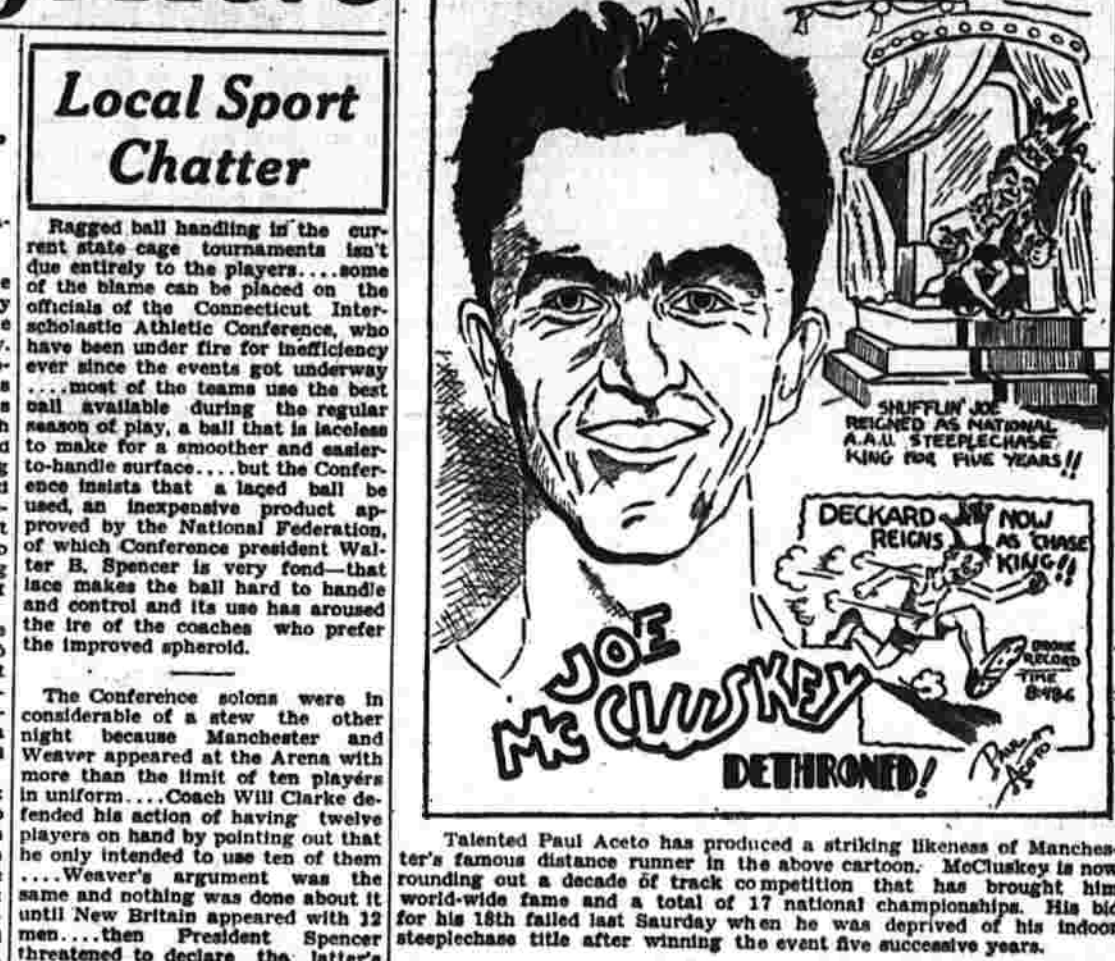 Local Sport
Chatter
Ragged ball handling in the cur-
rent state cage tournaments isn't
due entirely to the players....some
of the blame can be placed on the
officials of the Connecticut Inter-
scholastic Athletic Conference, who
have been under fire for inefficiency
ever since the events got underway
....most of the teams use the best
ball available during the regular
season of play, a ball that is laceless
to make for a smoother and easier-
to-handle surface....but the Confer-
ence insists that a laced ball be
used, an inexpensive product ap-
proved by the National Federation,
of which Conference president Wal-
ter B. Spencer is very fond—that
lace makes the ball hard to handle
and control and its use has aroused
the ire of the coaches who prefer
the improved spheroid.
The Conference solons were in
considerable of a stew the other
night because Manchester and
Weaver appeared at the Arena with
more than the limit of ten players
in uniform....Coach Will Clarke de-
fended his action of having twelve
players on hand by pointing out that
he only intended to use ten of them
....Weaver's argument was the
same and nothing was done about it
until New Britain appeared with 12
men....then President Spencer
threatened to declare the latter's
SHUFFLIN' JOE
REIGNED AS NATIONAL
A.A.U. STEEPLECHASE
KING FOR FIVE YEARS!!
DECKARD NOW
REIGNS AS 'CHASE
KING!!
BROKE
RECORD
TIME
8:48.6
JOE
McCLUSKEY
DETHRONED!
PAUL
ACETO
Talented Paul Aceto has produced a striking likeness of Manches-
ter's famous distance runner in the above cartoon. McCluskey is now
rounding out a decade of track competition that has brought him
world-wide fame and a total of 17 national championships. His bid
for his 18th failed last Saurday when he was deprived of his indoor
steeplechase title after winning the event five successive years.